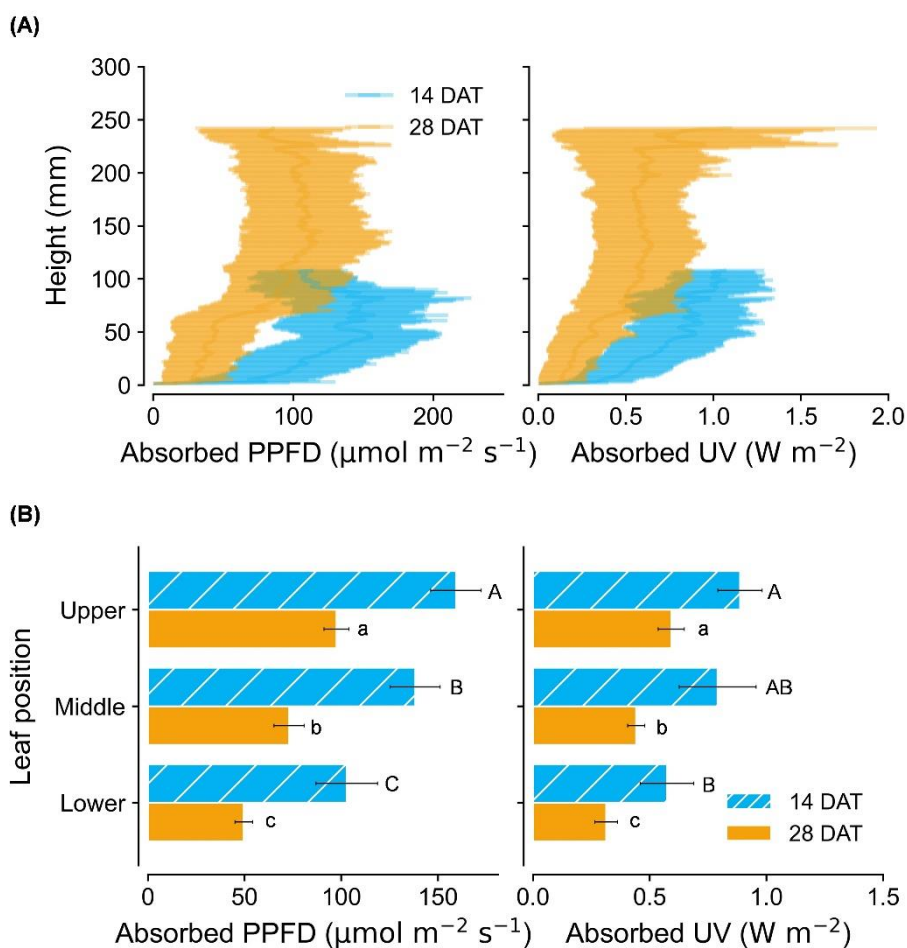 (A)
300
250
200
150
100
50
0
Height (mm)
14 DAT
28 DAT
0 100 200
0.0 0.5 1.0 1.5 2.0
Absorbed PPFD (μmol m⁻² s⁻¹)
Absorbed UV (W m⁻²)
(B)
Leaf position
Upper
Middle
Lower
A
a
B
b
C
c
A
a
AB
b
B
c
14 DAT
28 DAT
0 50 100 150
0.0 0.5 1.0 1.5
Absorbed PPFD (μmol m⁻² s⁻¹)
Absorbed UV (W m⁻²)